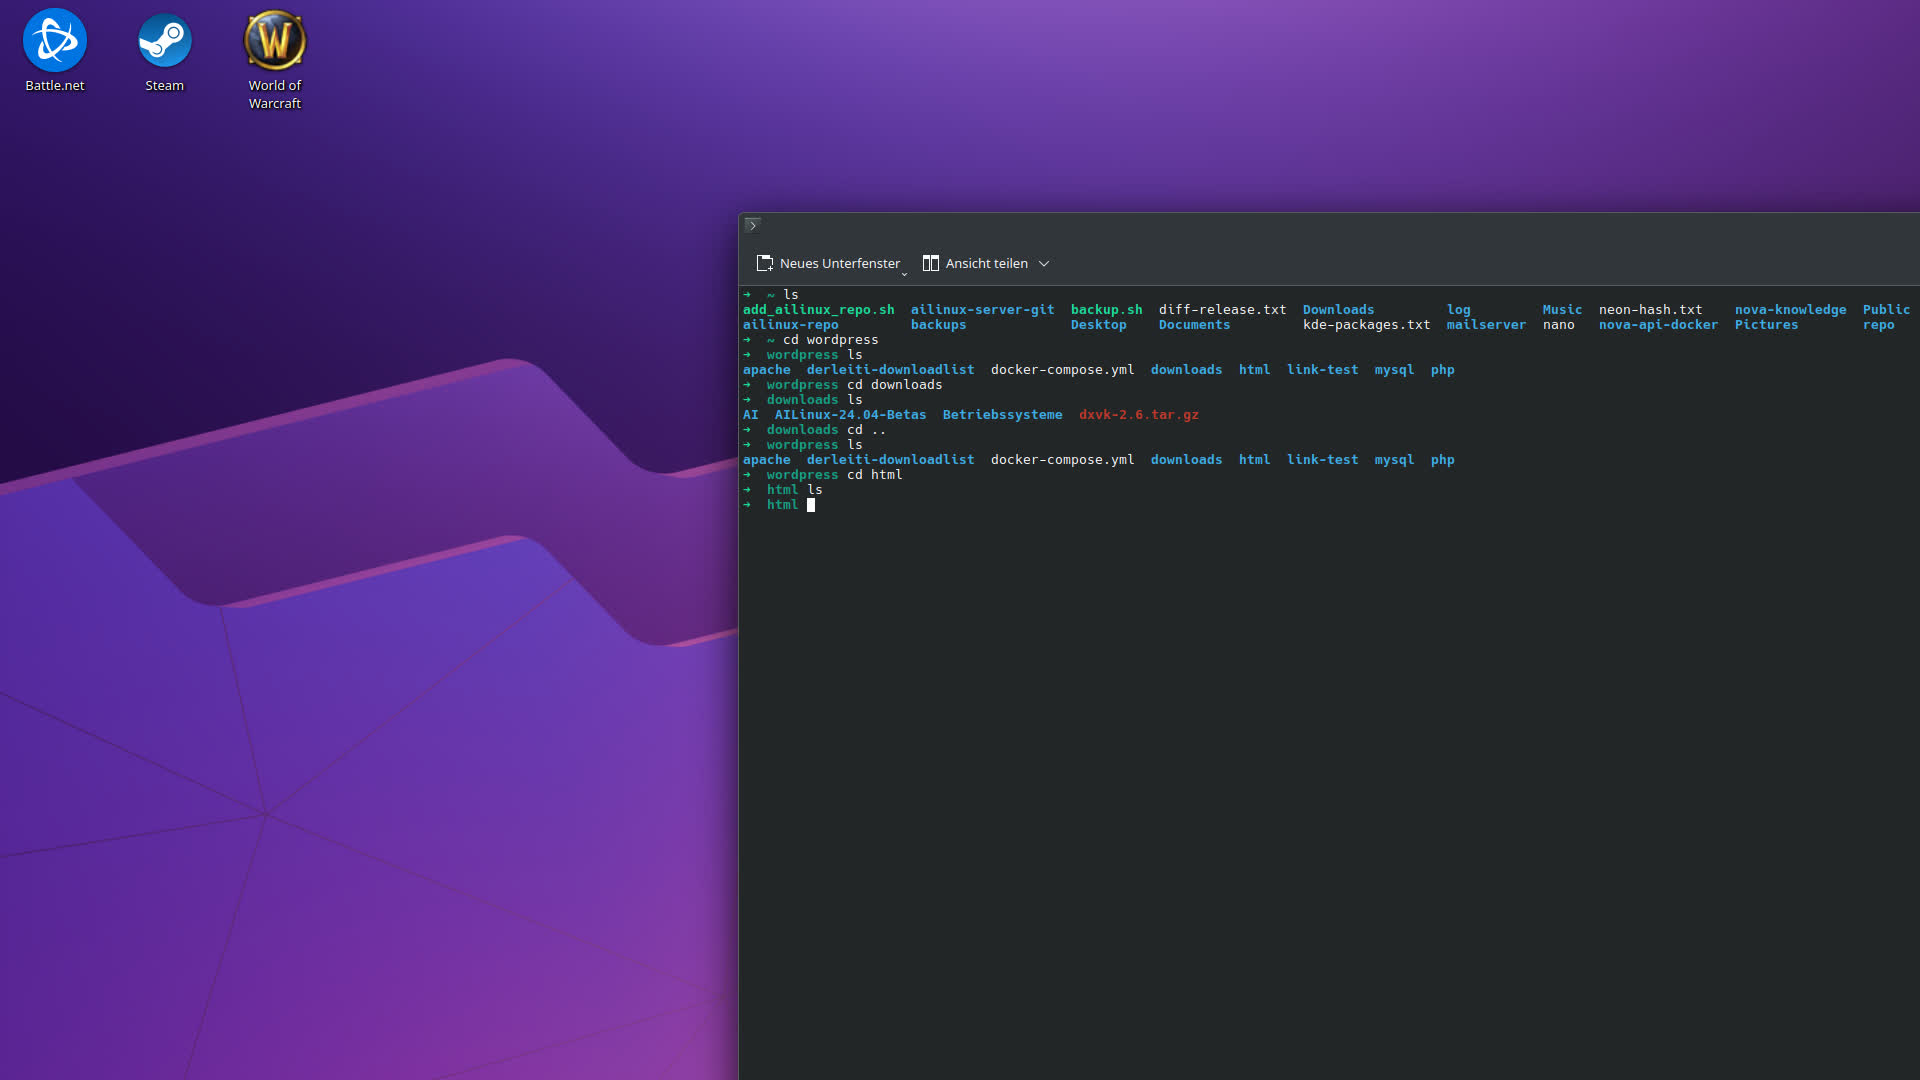 Battle.net
Steam
World of
Warcraft
Neues Unterfenster
Ansicht teilen
➜  ~ ls
add_ailinux_repo.sh  ailinux-server-git  backup.sh  diff-release.txt  Downloads         log         Music  neon-hash.txt    nova-knowledge  Public
ailinux-repo         backups             Desktop    Documents         kde-packages.txt  mailserver  nano   nova-api-docker  Pictures        repo
➜  ~ cd wordpress
➜  wordpress ls
apache  derleiti-downloadlist  docker-compose.yml  downloads  html  link-test  mysql  php
➜  wordpress cd downloads
➜  downloads ls
AI  AILinux-24.04-Betas  Betriebssysteme  dxvk-2.6.tar.gz
➜  downloads cd ..
➜  wordpress ls
apache  derleiti-downloadlist  docker-compose.yml  downloads  html  link-test  mysql  php
➜  wordpress cd html
➜  html ls
➜  html